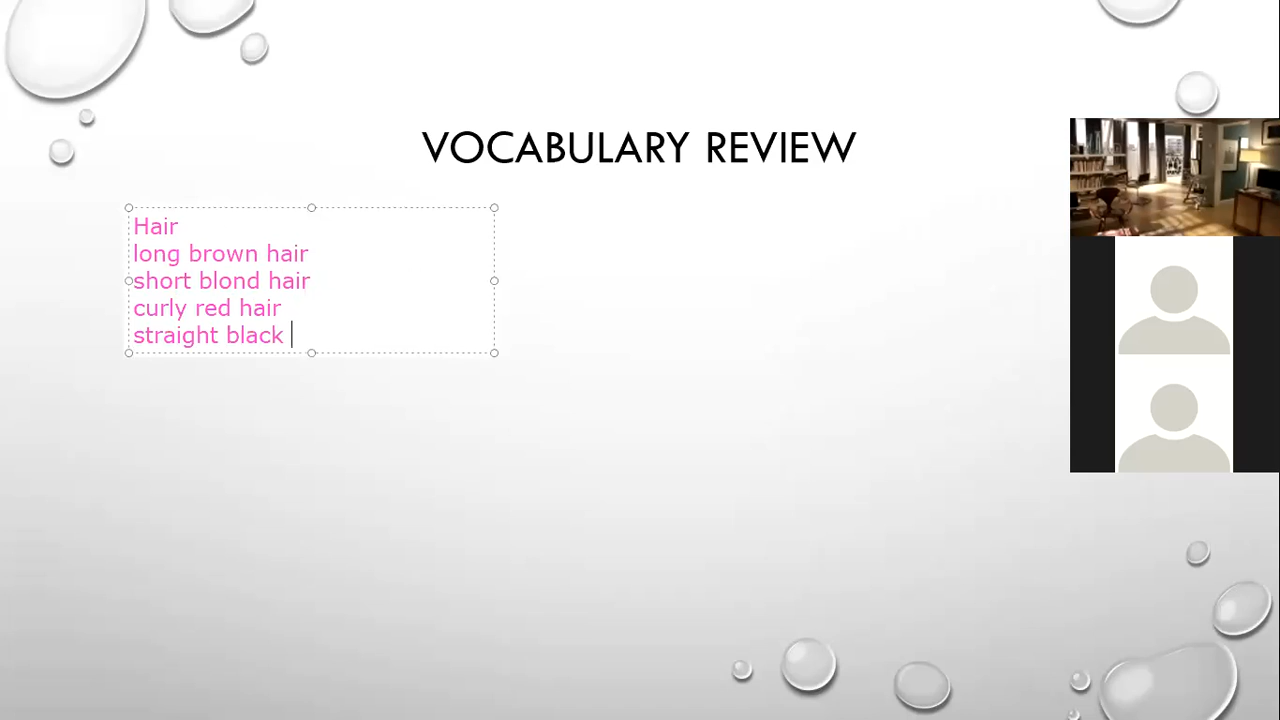 VOCABULARY REVIEW
Hair
long brown hair
short blond hair
curly red hair
straight black